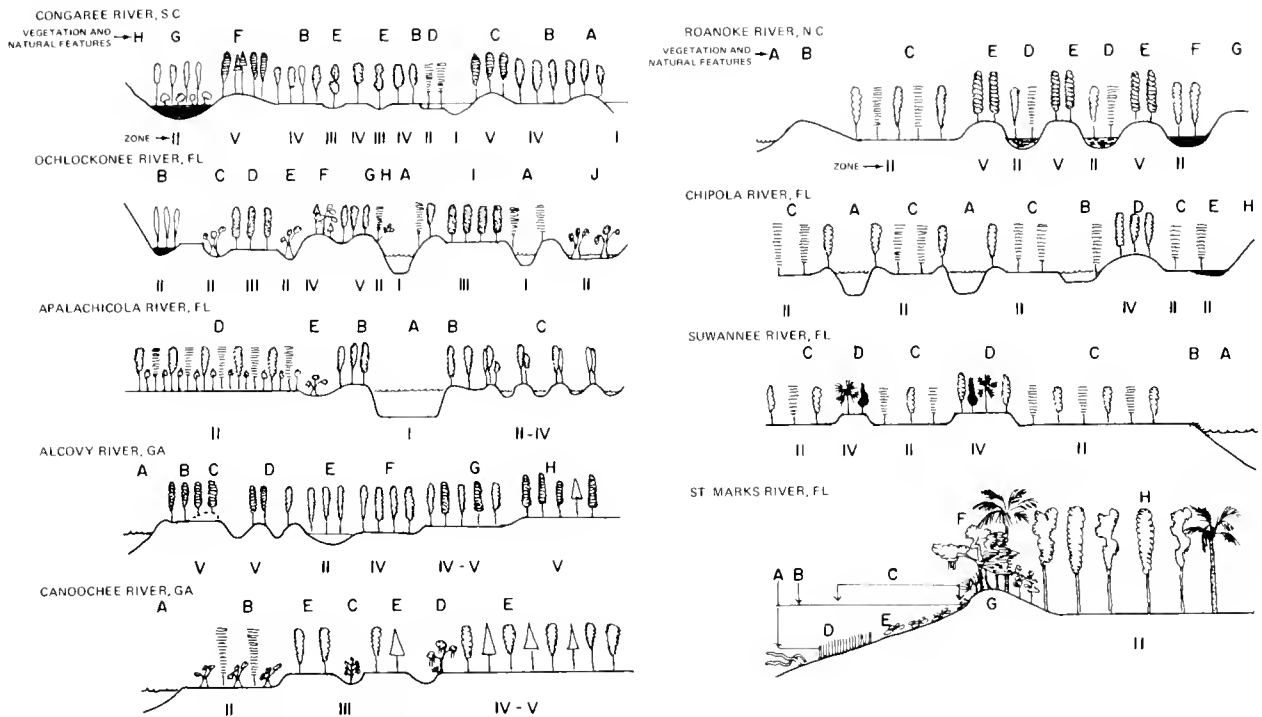 CONGAREE RIVER, S C
VEGETATION AND
NATURAL FEATURES → H G F B E E B D C B A
ZONE → II V IV III IV III IV II I V IV I
OCHLOCKONEE RIVER, FL
B C D E F G H A I A J
II II III II IV V II I III I II
APALACHICOLA RIVER, FL
D E B A B C
II I II-IV
ALCOVY RIVER, GA
A B C D E F G H
V V II IV IV-V V
CANOOCHEE RIVER, GA
A B E C E D E
II III IV-V
ROANOKE RIVER, N C
VEGETATION AND
NATURAL FEATURES → A B C E D E D E F G
ZONE → II V II V II V II
CHIPOLA RIVER, FL
C A C A C B D C E H
II II II IV II II
SUWANNEE RIVER, FL
C D C D C B A
II IV II IV II
ST MARKS RIVER, FL
H
F
A B C
G
D E
II